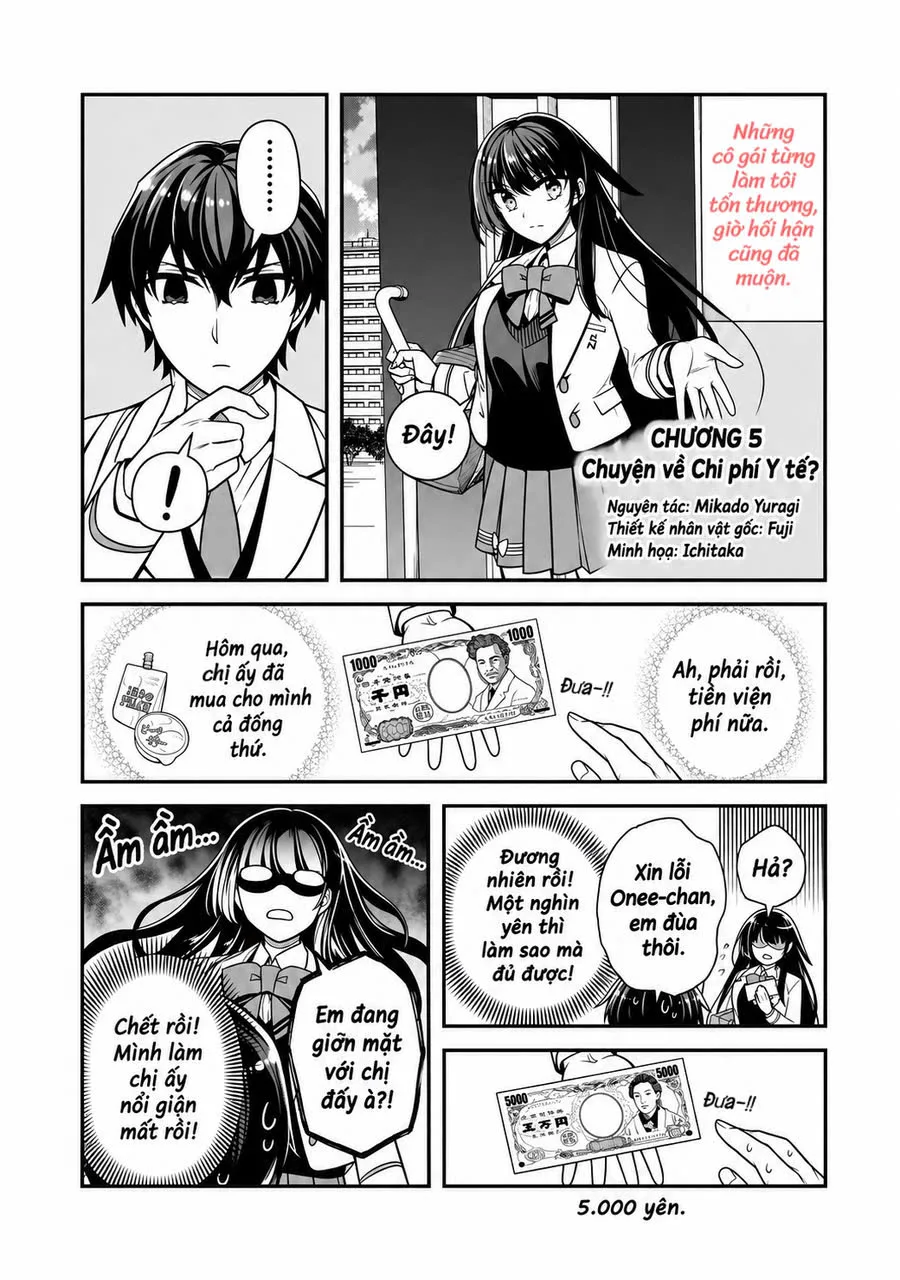 Những
cô gái từng
làm tôi
tổn thương,
giờ hối hận
cũng đã
muộn.
Đây!
CHƯƠNG 5
Chuyện về Chi phí Y tế?
Nguyên tác: Mikado Yuragi
Thiết kế nhân vật gốc: Fuji
Minh họa: Ichitaka
........
!
Ah, phải rồi,
tiền viện
phí nữa.
Đưa-!!
1000
1000
千円
Hôm qua,
chị ấy đã
mua cho mình
cả đống
thứ.
Hả?
Xin lỗi
Onee-chan,
em đùa
thôi.
Đương
nhiên rồi!
Một nghìn
yên thì
làm sao mà
đủ được!
Đưa-!!
5000
5000
五万円
5.000 yên.
Ầm ầm...
Ầm ầm...
Em đang
giỡn mặt
với chị
đấy à?!
Chết rồi!
Mình làm
chị ấy
nổi giận
mất rồi!